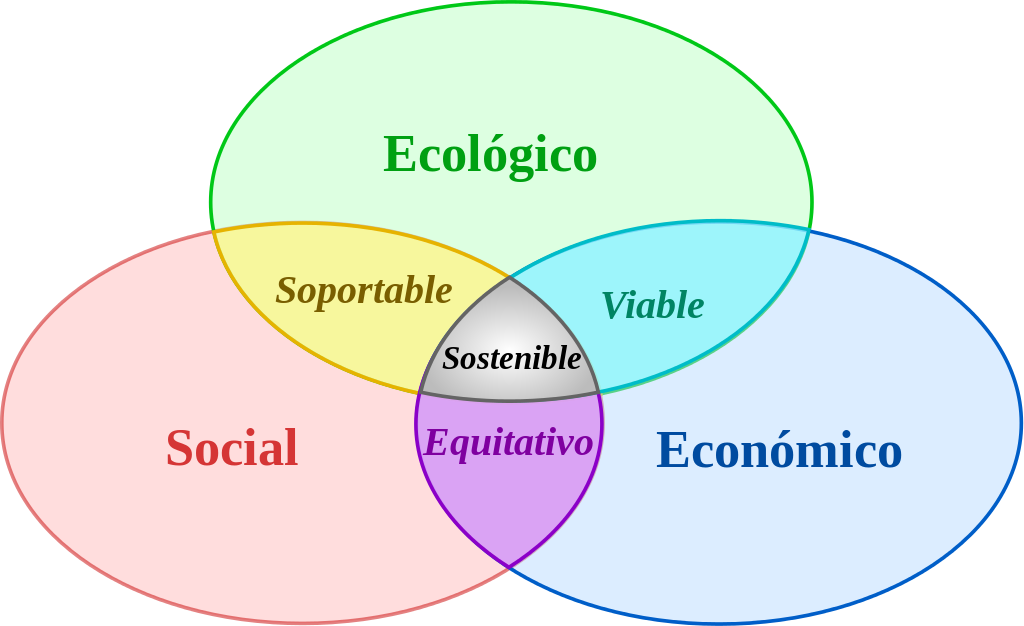 Ecológico
Soportable
Viable
Sostenible
Social
Equitativo
Económico